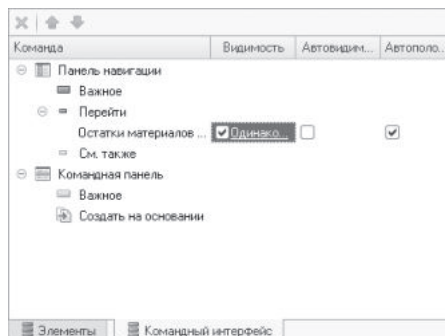 Команда Видимость Автовидим... Автополо...
Панель навигации
Важное
Перейти
Остатки материалов ... Одинако...
См. также
Командная панель
Важное
Создать на основании
Элементы Командный интерфейс